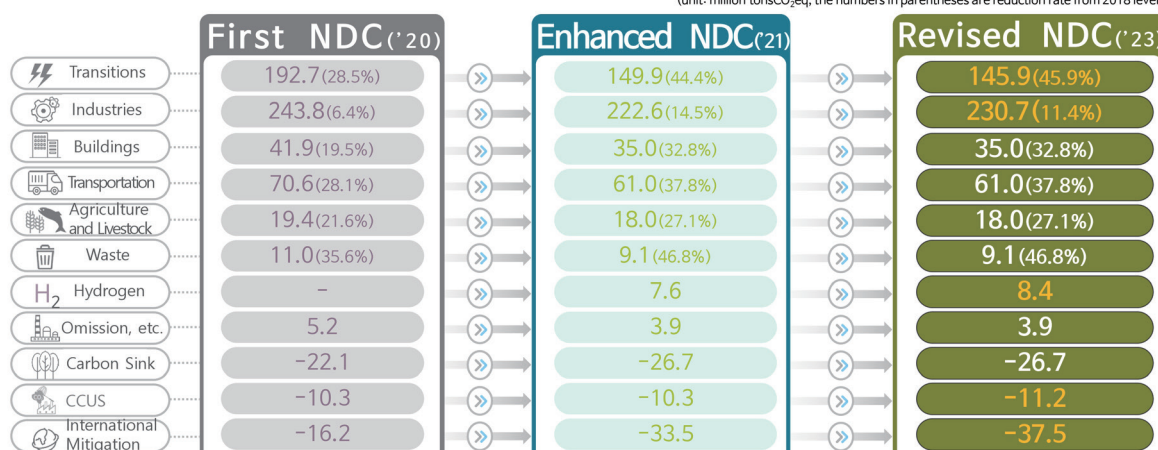 (unit: million tonsCO₂eq, the numbers in parentheses are reduction rate from 2018 level
First NDC('20) Enhanced NDC('21) Revised NDC('23)
Transitions 192.7(28.5%) 149.9(44.4%) 145.9(45.9%)
Industries 243.8(6.4%) 222.6(14.5%) 230.7(11.4%)
Buildings 41.9(19.5%) 35.0(32.8%) 35.0(32.8%)
Transportation 70.6(28.1%) 61.0(37.8%) 61.0(37.8%)
Agriculture
and Livestock 19.4(21.6%) 18.0(27.1%) 18.0(27.1%)
Waste 11.0(35.6%) 9.1(46.8%) 9.1(46.8%)
H₂ Hydrogen - 7.6 8.4
Omission, etc. 5.2 3.9 3.9
Carbon Sink -22.1 -26.7 -26.7
CCUS -10.3 -10.3 -11.2
International
Mitigation -16.2 -33.5 -37.5